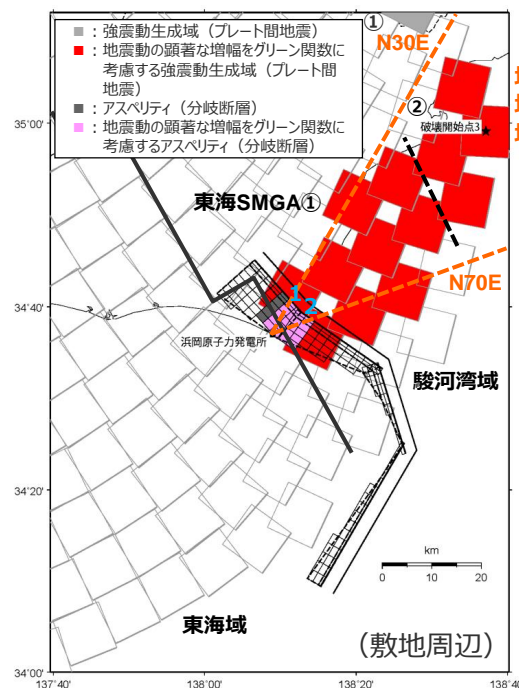 ：強震動生成域（プレート間地震）
：地震動の顕著な増幅をグリーン関数に
考慮する強震動生成域（プレート間
地震）
：アスペリティ（分岐断層）
：地震動の顕著な増幅をグリーン関数に
考慮するアスペリティ（分岐断層）
①
N30E
②
破壊開始点3
35°00'
東海SMGA①
N70E
1
2
34°40'
浜岡原子力発電所
駿河湾域
34°20'
km
0 10 20
東海域
（敷地周辺）
34°00'
137°40' 138°00' 138°20' 138°40'